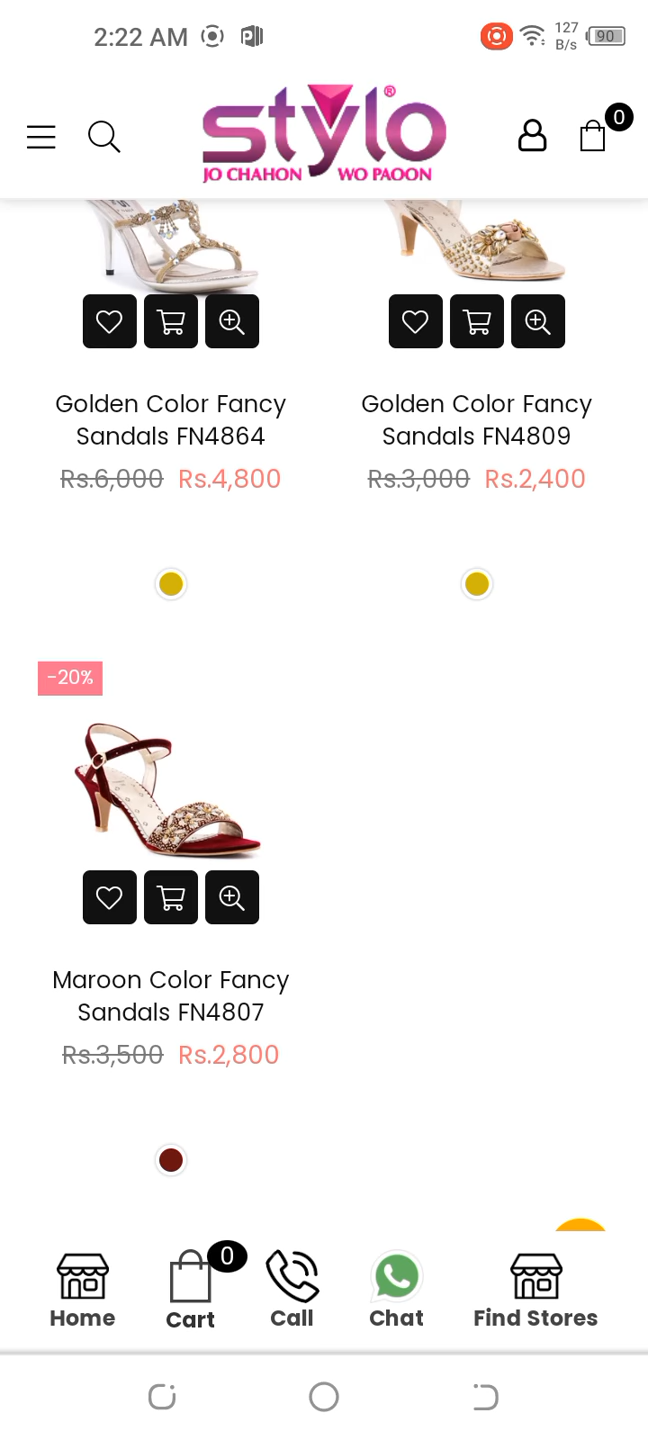 2:22 AM
127
B/s
90
stylo®
JO CHAHON WO PAOON
0
Golden Color Fancy
Sandals FN4864
Rs.6,000 Rs.4,800
Golden Color Fancy
Sandals FN4809
Rs.3,000 Rs.2,400
-20%
Maroon Color Fancy
Sandals FN4807
Rs.3,500 Rs.2,800
0
Home
Cart
Call
Chat
Find Stores